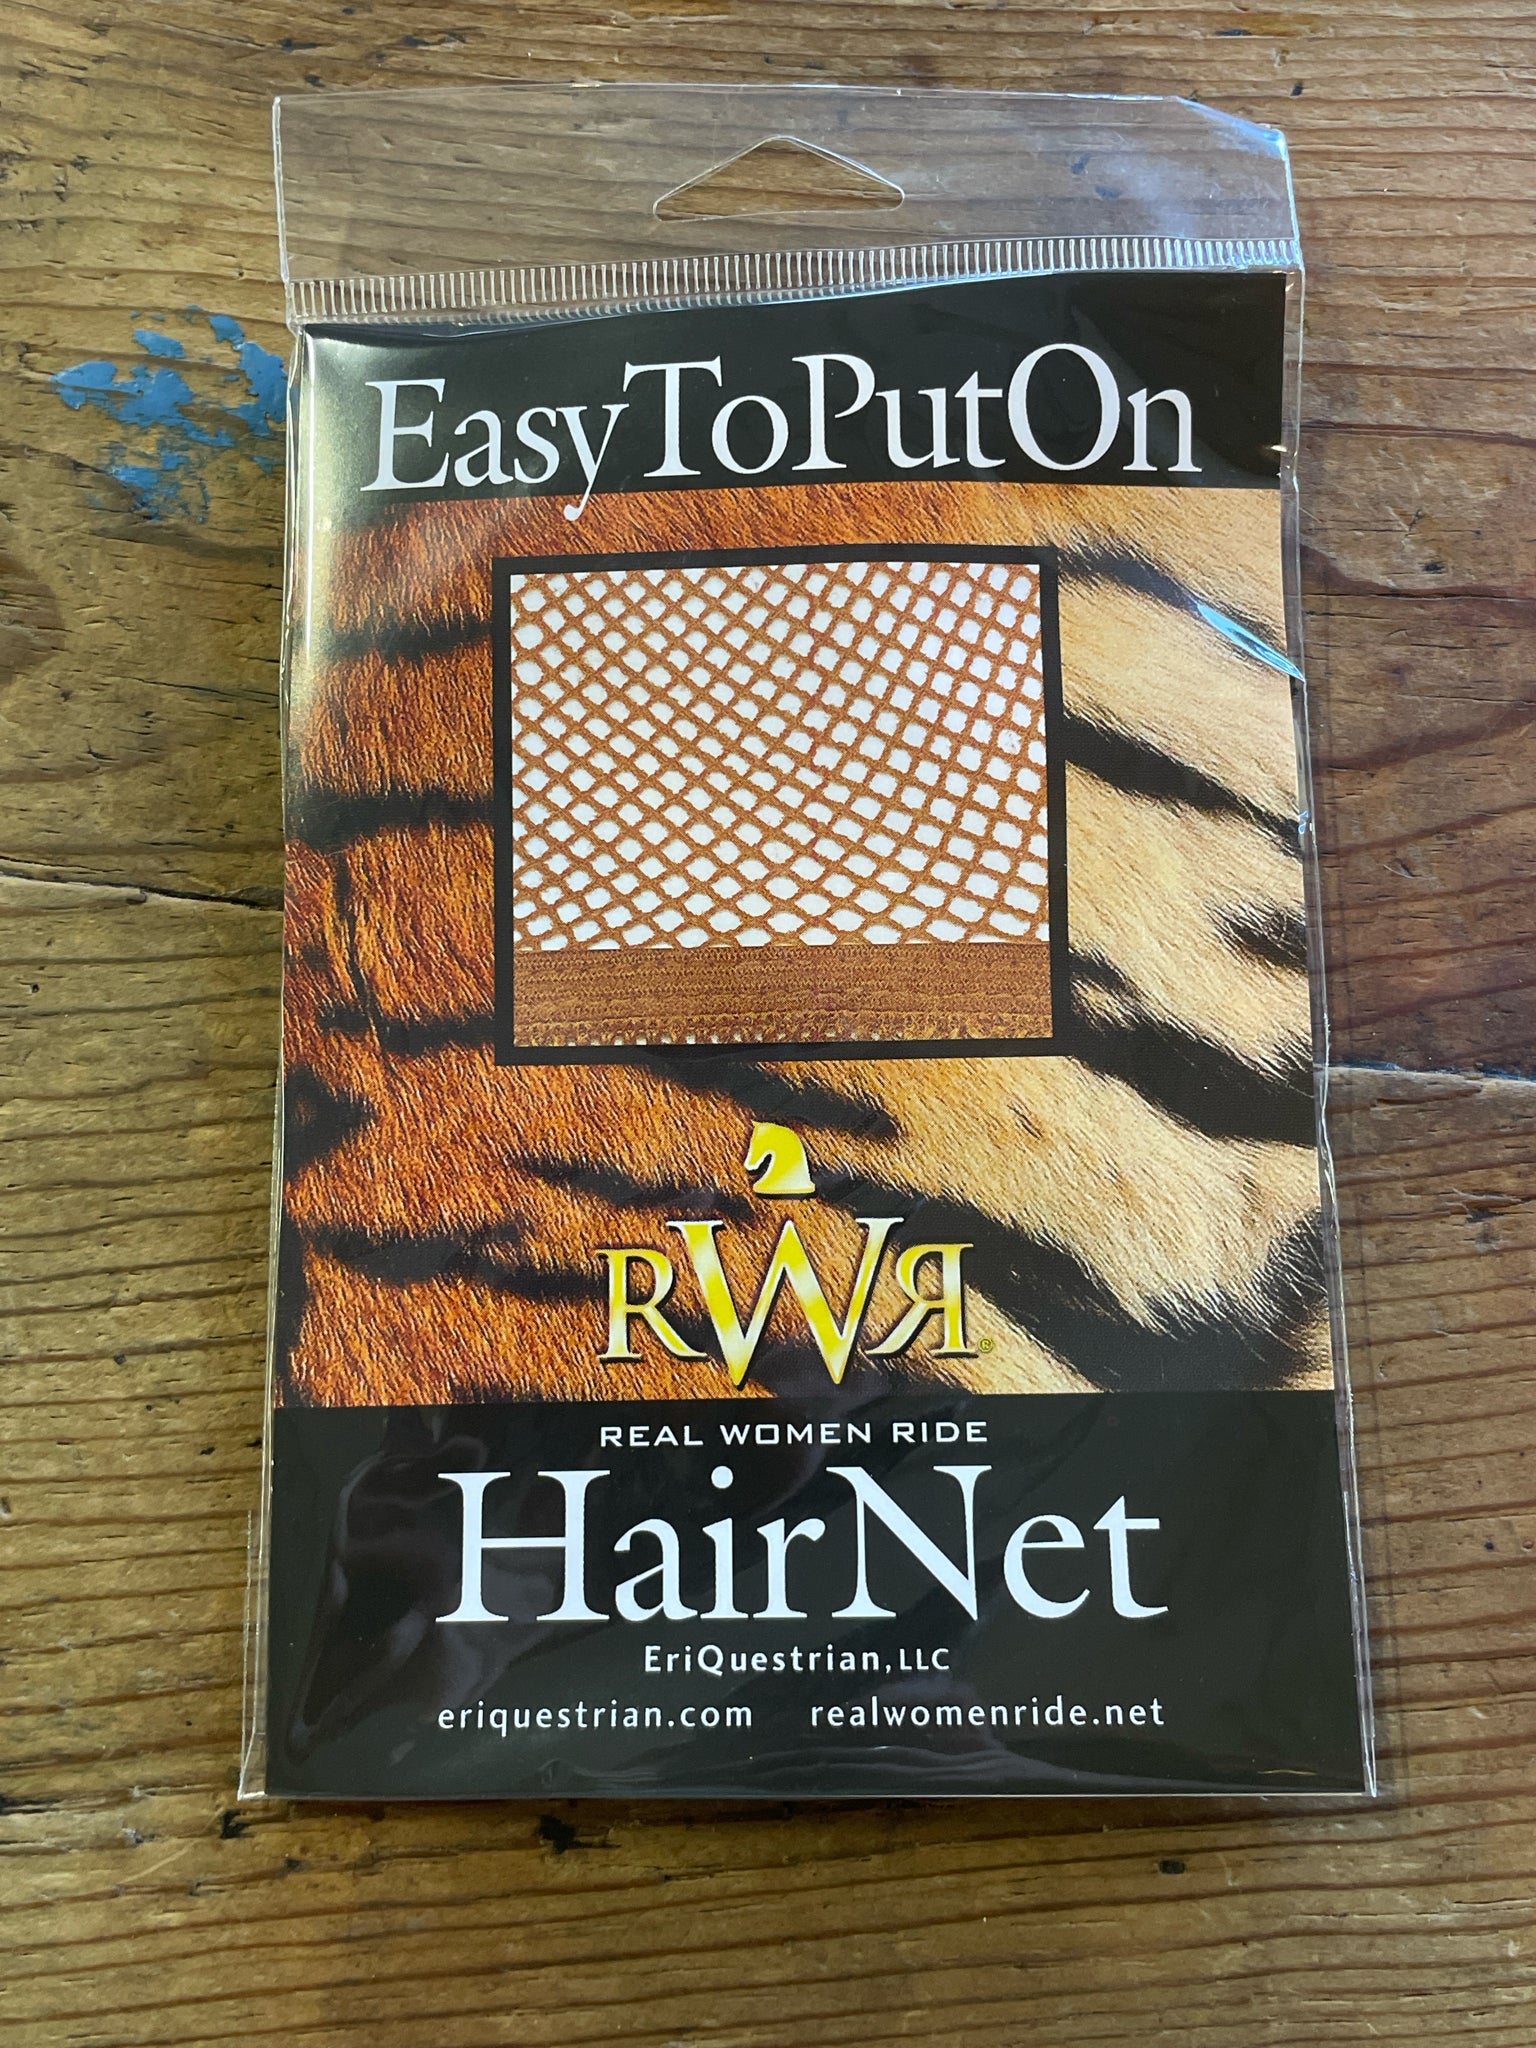 EasyToPutOn
RWR®
REAL WOMEN RIDE
HairNet
EriQuestrian, LLC
eriquestrian.com realwomenride.net